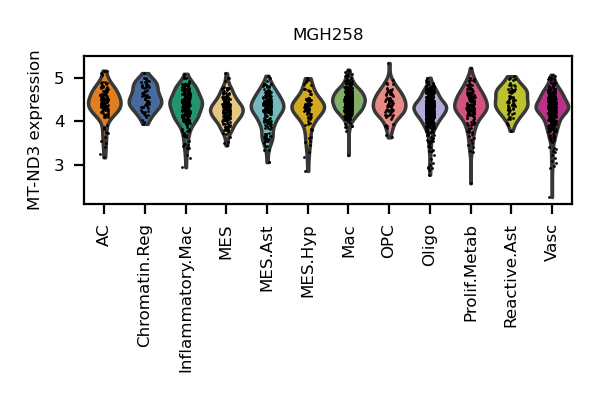 MGH258
MT-ND3 expression
5
4
3
AC
Chromatin.Reg
Inflammatory.Mac
MES
MES.Ast
MES.Hyp
Mac
OPC
Oligo
Prolif.Metab
Reactive.Ast
Vasc